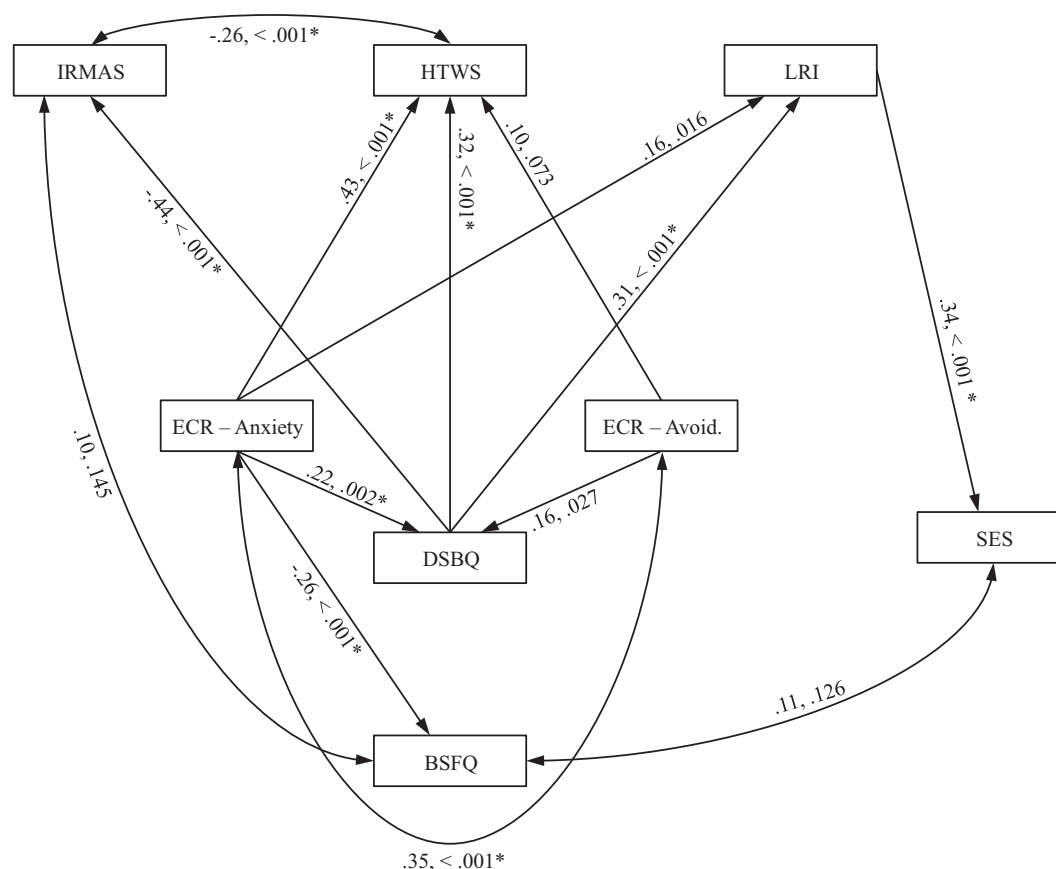 -.26, < .001*
IRMAS
HTWS
LRI
.43, < .001*
.32, < .001*
.10, .073
.16, .016
-.44, < .001*
.31, < .001*
.34, < .001 *
ECR – Anxiety
ECR – Avoid.
.10, .145
.22, .002*
.16, .027
DSBQ
SES
-.26, < .001*
.11, .126
BSFQ
.35, < .001*